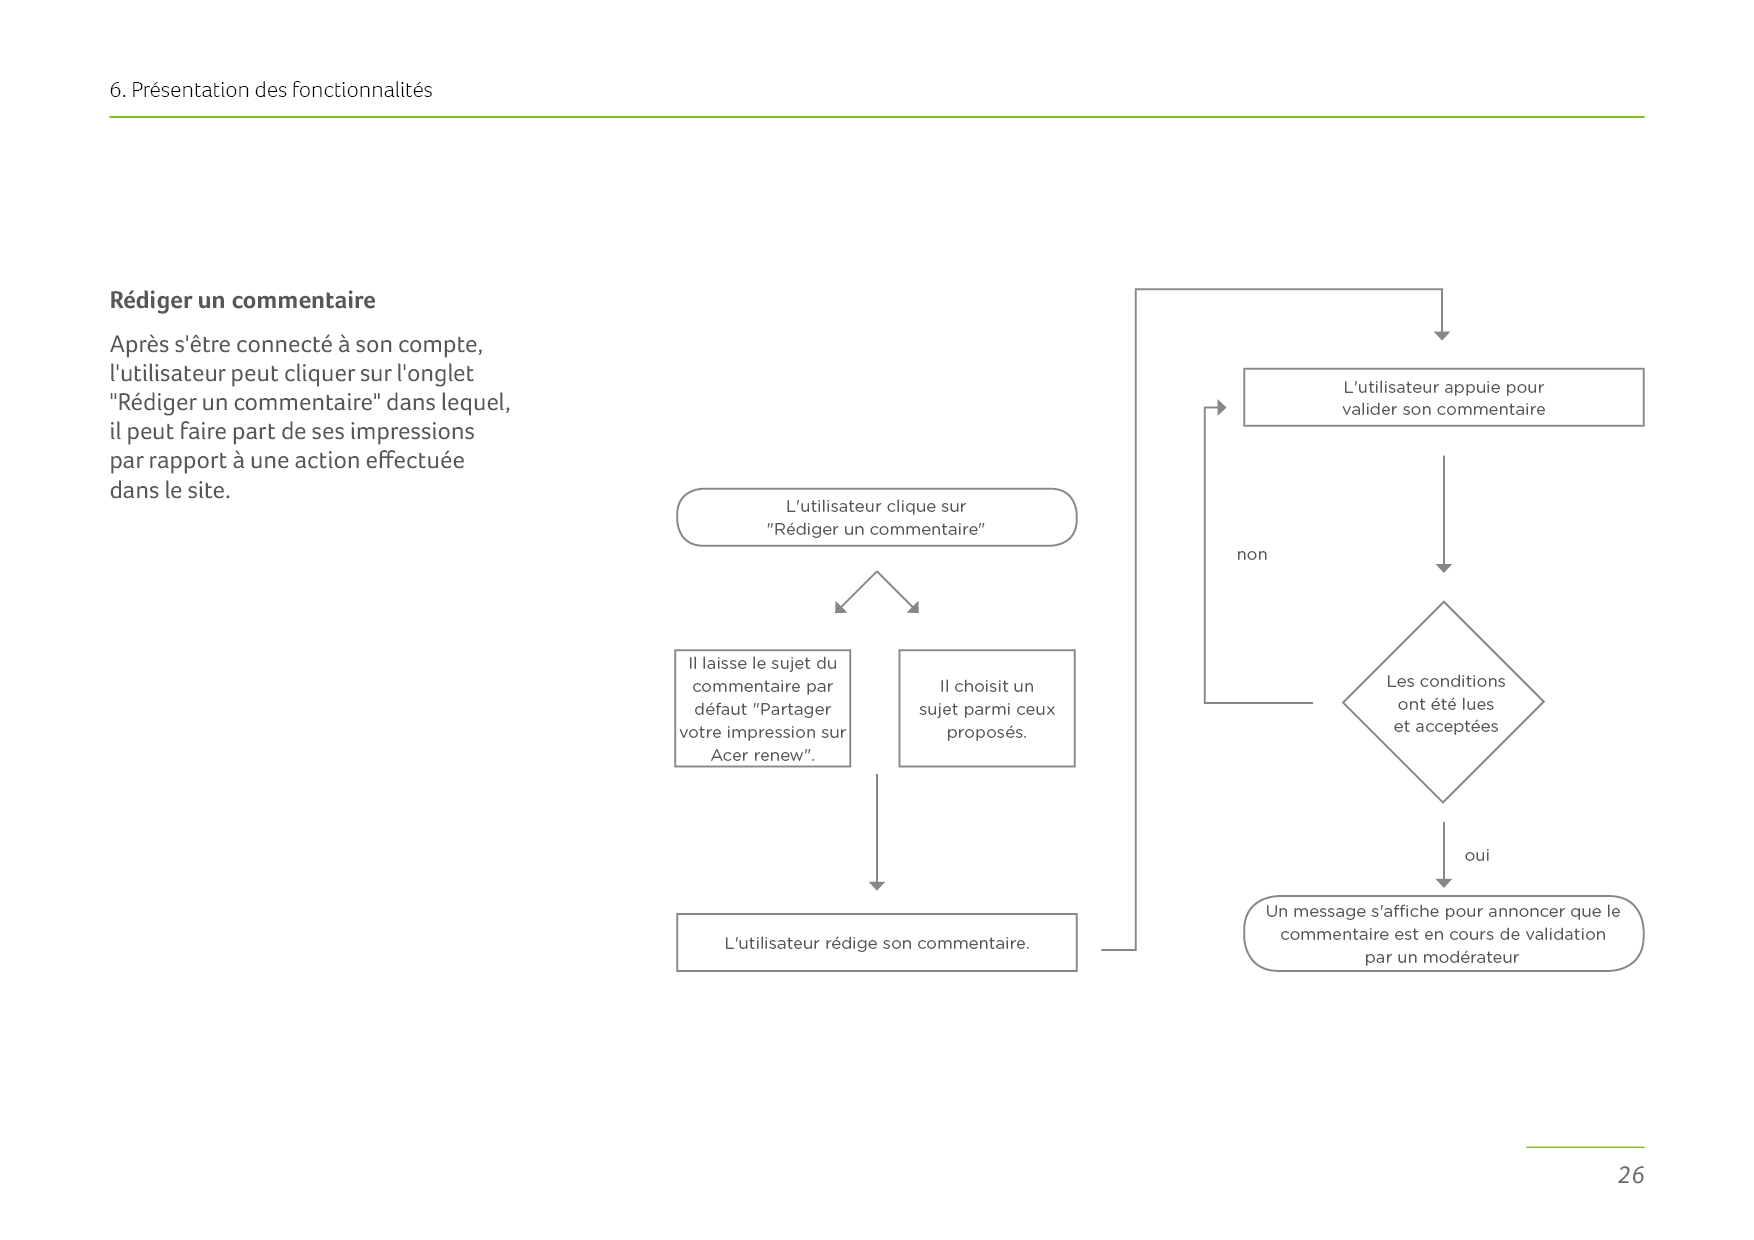 6. Présentation des fonctionnalités
Rédiger un commentaire
Après s'être connecté à son compte,
l'utilisateur peut cliquer sur l'onglet
"Rédiger un commentaire" dans lequel,
il peut faire part de ses impressions
par rapport à une action effectuée
dans le site.
L'utilisateur clique sur
"Rédiger un commentaire"
Il laisse le sujet du
commentaire par
défaut "Partager
votre impression sur
Acer renew".
Il choisit un
sujet parmi ceux
proposés.
L'utilisateur rédige son commentaire.
L'utilisateur appuie pour
valider son commentaire
non
Les conditions
ont été lues
et acceptées
oui
Un message s'affiche pour annoncer que le
commentaire est en cours de validation
par un modérateur
26